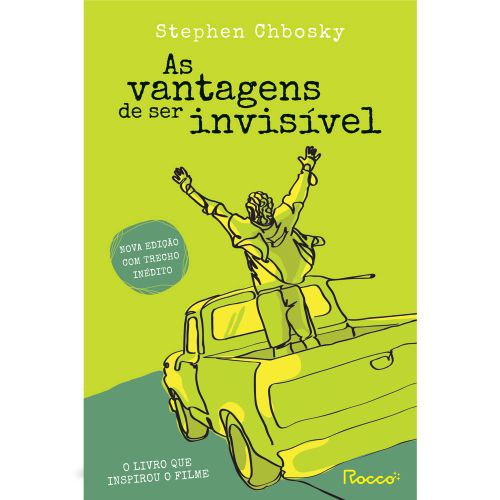 Stephen Chbosky
As
vantagens
de ser invisível
NOVA EDIÇÃO
COM TRECHO
INÉDITO
O LIVRO QUE
INSPIROU O FILME
Rocco